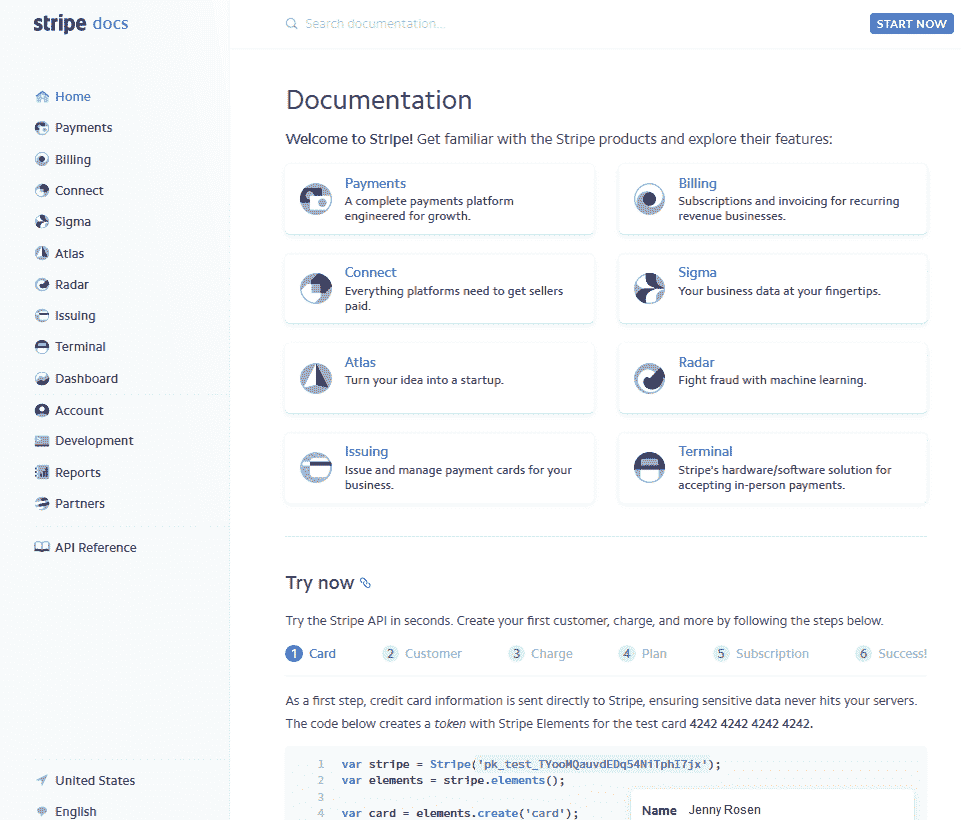 stripe docs
Search documentation...
START NOW
Home
Payments
Billing
Connect
Sigma
Atlas
Radar
Issuing
Terminal
Dashboard
Account
Development
Reports
Partners
API Reference
United States
English
Documentation
Welcome to Stripe! Get familiar with the Stripe products and explore their features:
Payments
A complete payments platform
engineered for growth.
Billing
Subscriptions and invoicing for recurring
revenue businesses.
Connect
Everything platforms need to get sellers
paid.
Sigma
Your business data at your fingertips.
Atlas
Turn your idea into a startup.
Radar
Fight fraud with machine learning.
Issuing
Issue and manage payment cards for your
business.
Terminal
Stripe's hardware/software solution for
accepting in-person payments.
Try now
Try the Stripe API in seconds. Create your first customer, charge, and more by following the steps below.
1 Card 2 Customer 3 Charge 4 Plan 5 Subscription 6 Success!
As a first step, credit card information is sent directly to Stripe, ensuring sensitive data never hits your servers.
The code below creates a token with Stripe Elements for the test card 4242 4242 4242 4242.
1 var stripe = Stripe('pk_test_TYooMQauvdEDq54NiTphI7jx');
2 var elements = stripe.elements();
3
4 var card = elements.create('card');
Name Jenny Rosen